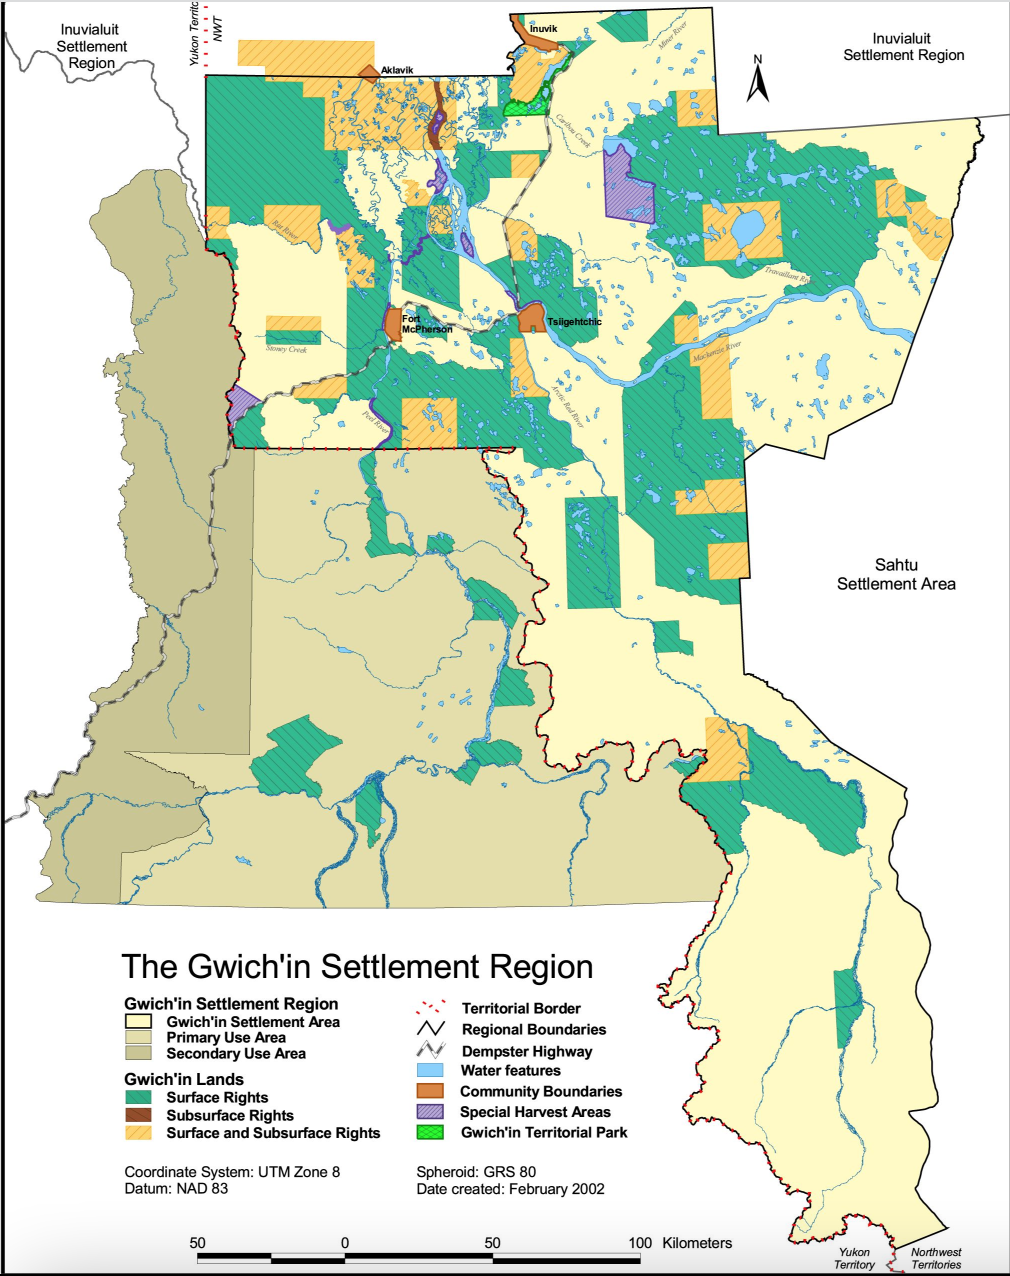 Inuvialuit
Settlement
Region
Yukon Territo
NWT
Inuvik
Miner River
Inuvialuit
Settlement Region
N
Aklavik
Caribou Creek
Rat River
Travaillant Ri
Fort
McPherson
Tsiigehtchic
Stoney Creek
Mackenzie River
Peel River
Arctic Red River
Sahtu
Settlement Area
The Gwich'in Settlement Region
Gwich'in Settlement Region
Gwich'in Settlement Area
Primary Use Area
Secondary Use Area
Gwich'in Lands
Surface Rights
Subsurface Rights
Surface and Subsurface Rights
Territorial Border
Regional Boundaries
Dempster Highway
Water features
Community Boundaries
Special Harvest Areas
Gwich'in Territorial Park
Coordinate System: UTM Zone 8
Datum: NAD 83
Spheroid: GRS 80
Date created: February 2002
50 0 50 100 Kilometers
Yukon
Territory
Northwest
Territories